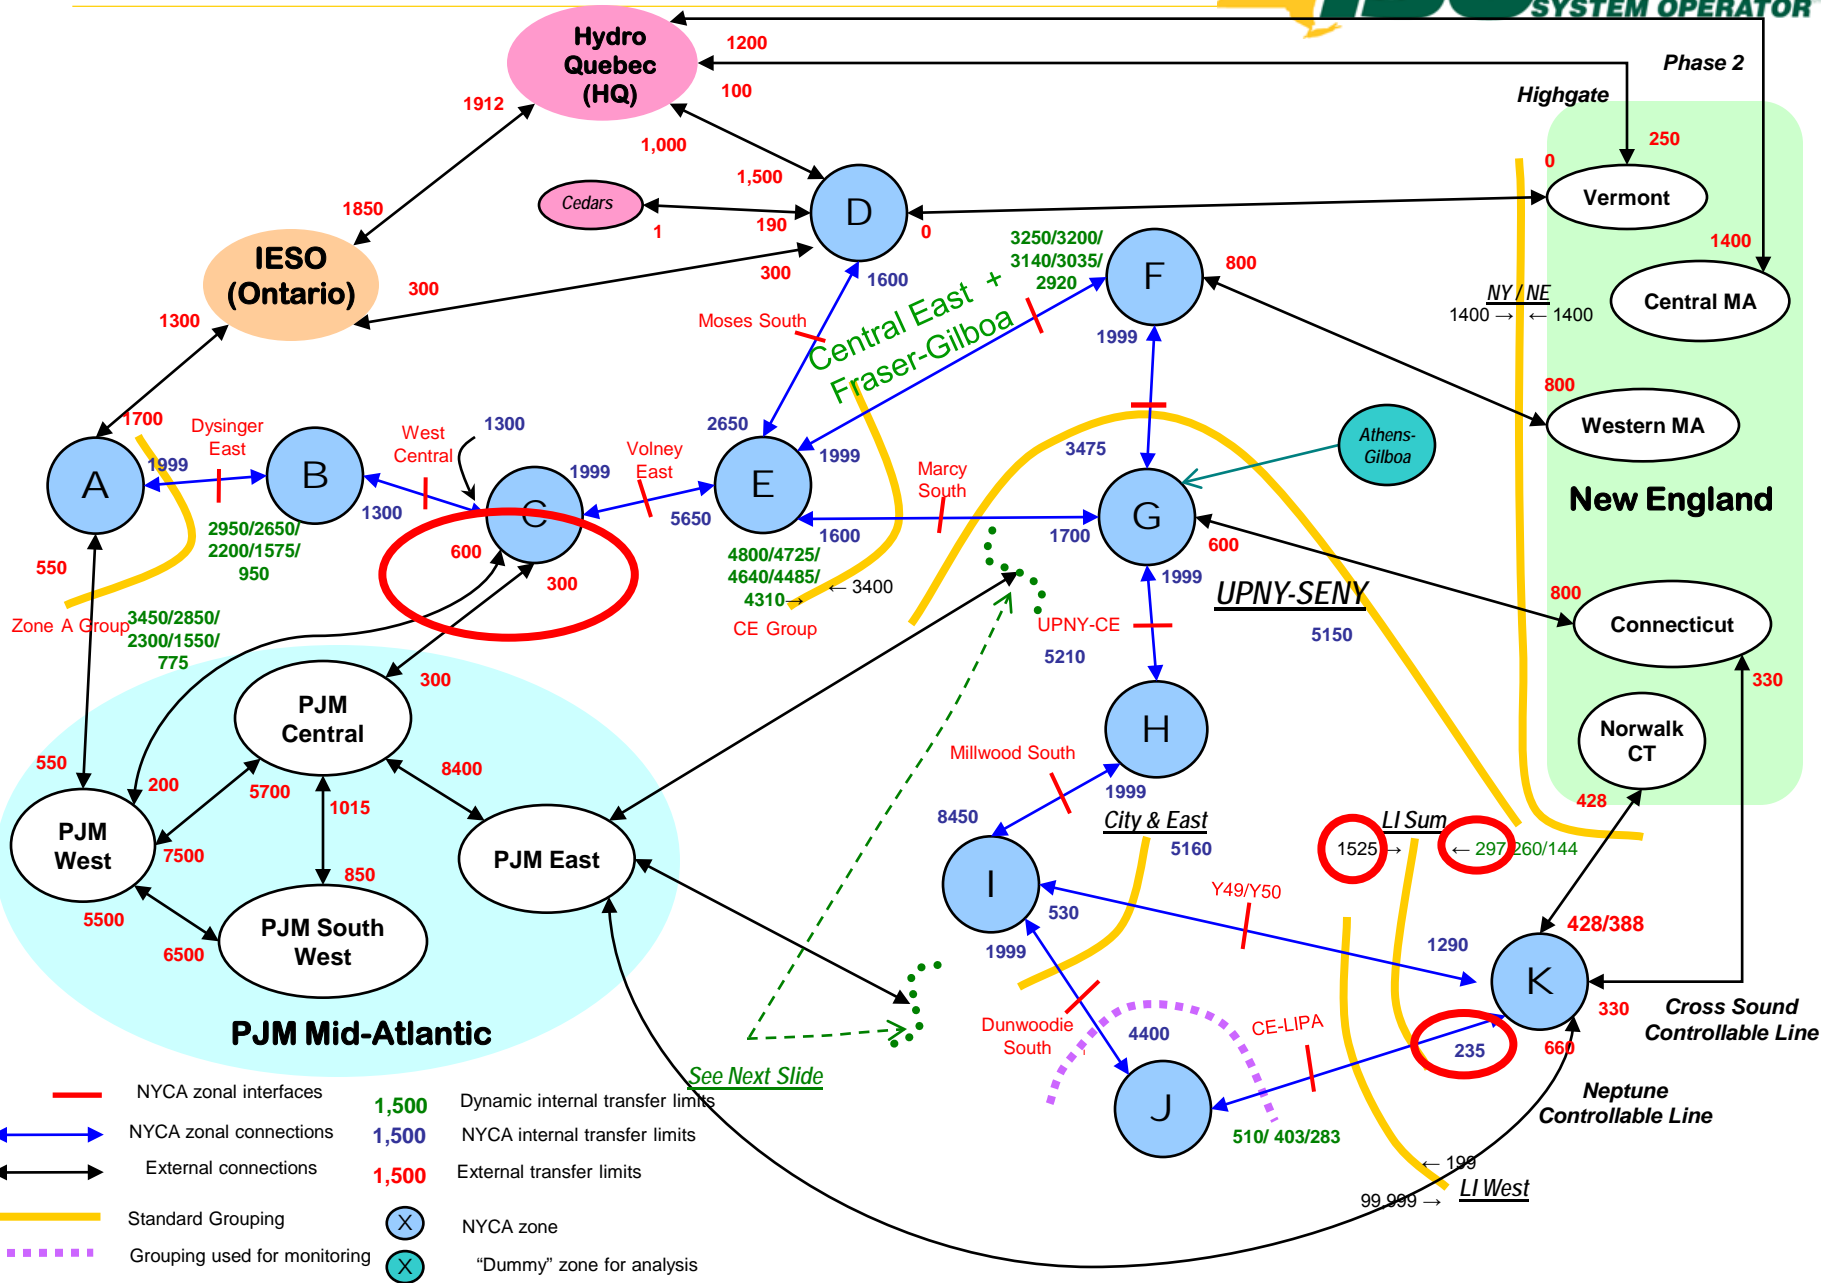 SYSTEM OPERATOR
Hydro
Quebec
(HQ)
1200
100
1912
1,000
1,500
Phase 2
Highgate
250
0
Vermont
1400
Central MA
NY / NE
1400 → ← 1400
800
Western MA
New England
800
Connecticut
330
Norwalk
CT
428
Cedars
1
190
D
0
1850
IESO
(Ontario)
300
300
1300
1600
Moses South
Central East +
Fraser-Gilboa
3250/3200/
3140/3035/
2920
F
800
1999
3475
Athens-
Gilboa
1700
A
1999
Dysinger
East
B
1300
West
Central
1300
C
1999
Volney
East
2650
E
1999
5650
1600
Marcy
South
1700
G
600
1999
2950/2650/
2200/1575/
950
600
300
4800/4725/
4640/4485/
4310→
← 3400
CE Group
550
Zone A Group
3450/2850/
2300/1550/
775
UPNY-SENY
5150
UPNY-CE
5210
H
Millwood South
1999
8450
City & East
5160
300
PJM
Central
550
200
5700
1015
8400
PJM
West
7500
850
PJM East
5500
6500
PJM South
West
PJM Mid-Atlantic
I
530
1999
Y49/Y50
1290
LI Sum
1525 →
← 297/260/144
428/388
K
330
Cross Sound
Controllable Line
660
235
Neptune
Controllable Line
Dunwoodie
South
4400
CE-LIPA
J
510/ 403/283
← 199
99,999 →
LI West
See Next Slide
NYCA zonal interfaces
NYCA zonal connections
External connections
Standard Grouping
Grouping used for monitoring
1,500 Dynamic internal transfer limits
1,500 NYCA internal transfer limits
1,500 External transfer limits
X NYCA zone
X “Dummy” zone for analysis